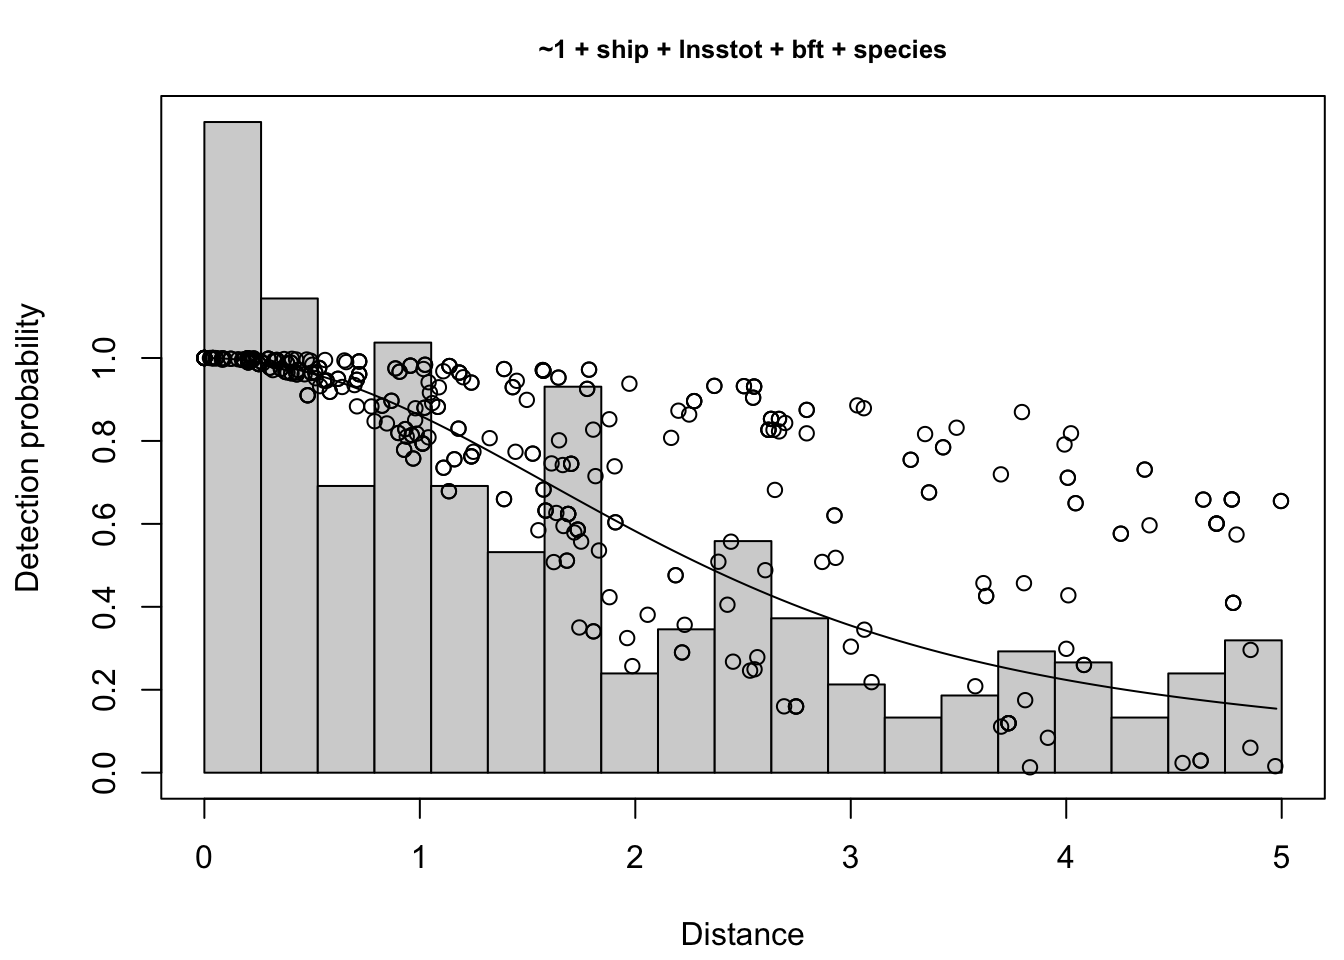 ~1 + ship + lnsstot + bft + species
Detection probability
1.0
0.8
0.6
0.4
0.2
0.0
0 1 2 3 4 5
Distance